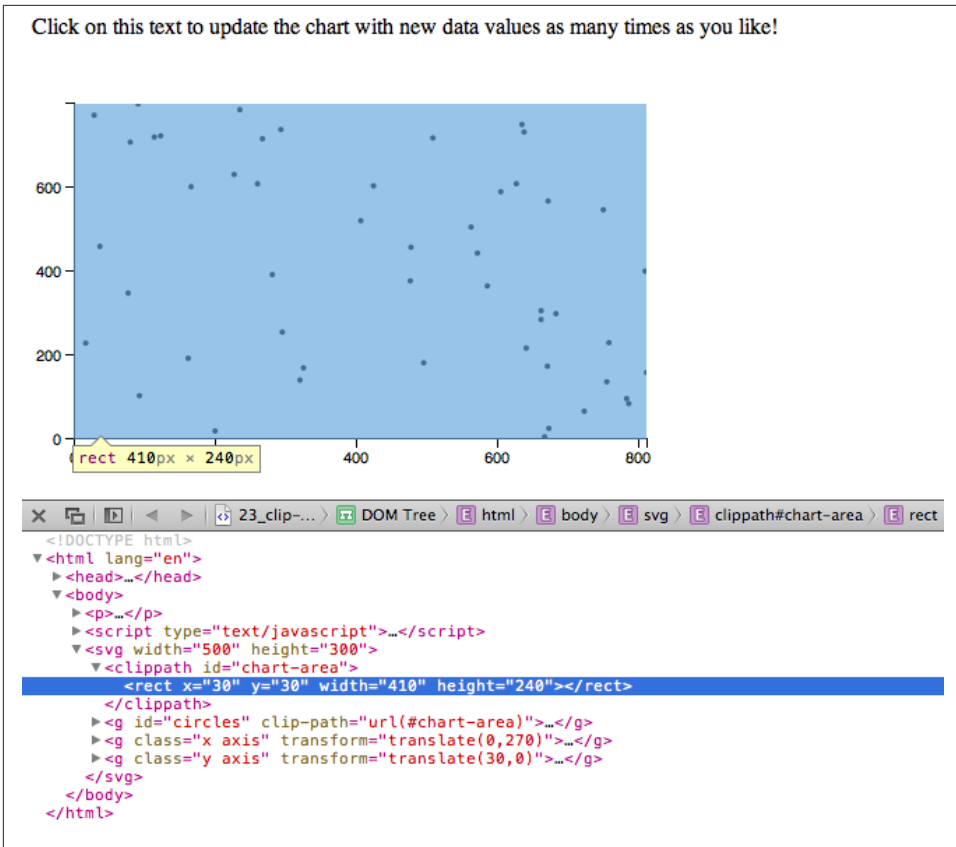 Click on this text to update the chart with new data values as many times as you like!
600
400
200
0
400
600
800
rect 410px × 240px
23_clip-... DOM Tree html body svg clippath#chart-area rect
<!DOCTYPE html>
<html lang="en">
<head>…</head>
<body>
<p>…</p>
<script type="text/javascript">…</script>
<svg width="500" height="300">
<clippath id="chart-area">
<rect x="30" y="30" width="410" height="240"></rect>
</clippath>
<g id="circles" clip-path="url(#chart-area)">…</g>
<g class="x axis" transform="translate(0,270)">…</g>
<g class="y axis" transform="translate(30,0)">…</g>
</svg>
</body>
</html>